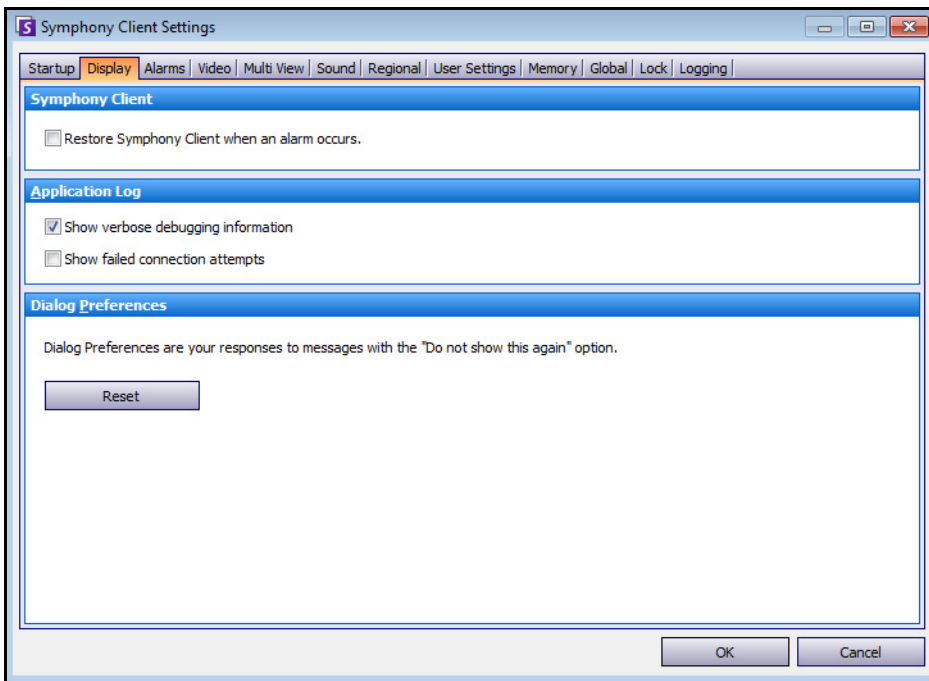 Symphony Client Settings
Startup Display Alarms Video Multi View Sound Regional User Settings Memory Global Lock Logging
Symphony Client
Restore Symphony Client when an alarm occurs.
Application Log
Show verbose debugging information
Show failed connection attempts
Dialog Preferences
Dialog Preferences are your responses to messages with the "Do not show this again" option.
Reset
OK Cancel